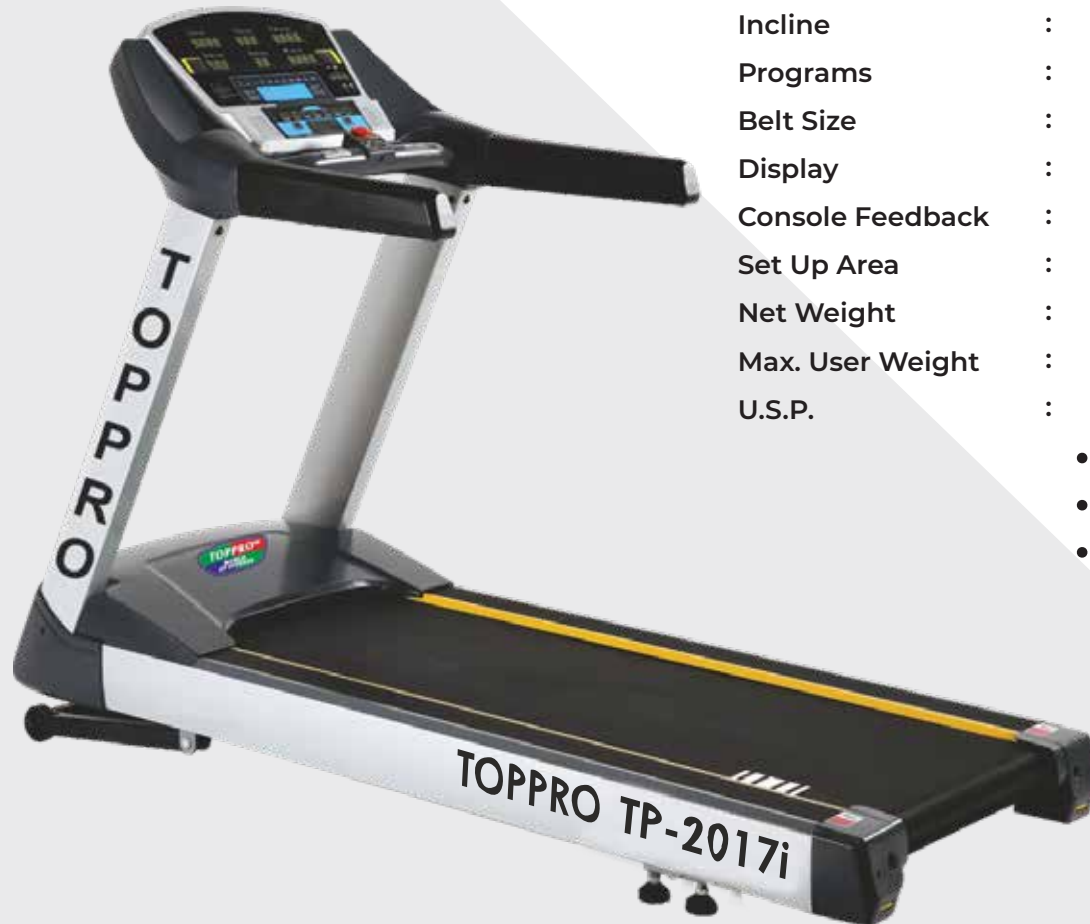 Incline :
Programs :
Belt Size :
Display :
Console Feedback :
Set Up Area :
Net Weight :
Max. User Weight :
U.S.P. :
•
•
•
TOPPRO
TOPPRO
TOPPRO TP-2017i